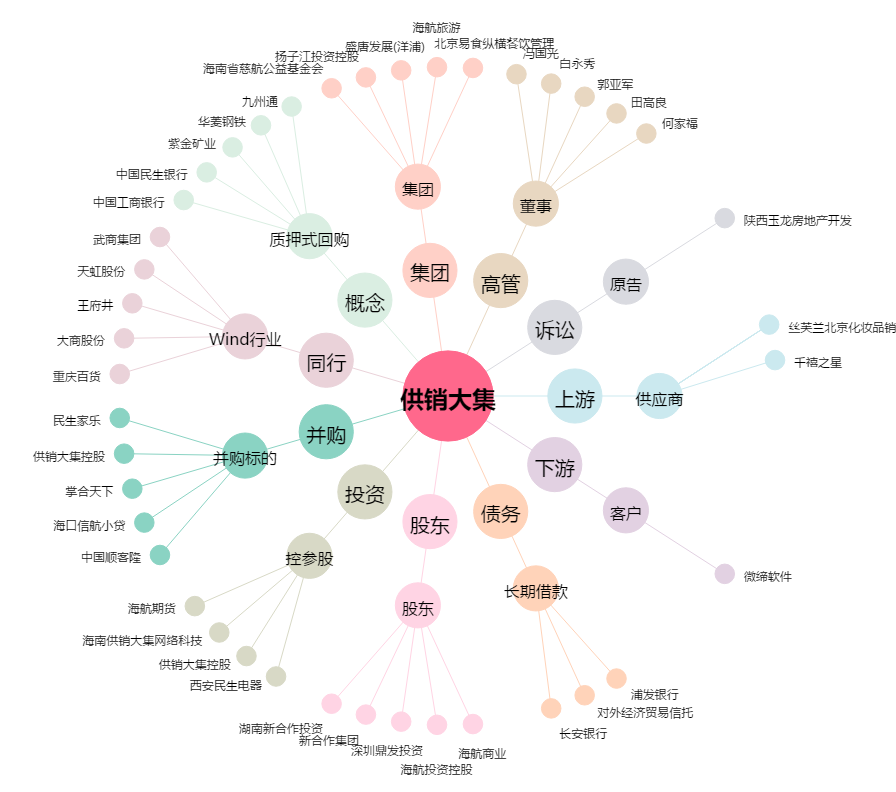 海航旅游
盛唐发展(洋浦)
北京易食纵横餐饮管理
扬子江投资控股
海南省慈航公益基金会
冯国光
白永秀
郭亚军
田高良
何家福
九州通
华菱钢铁
紫金矿业
中国民生银行
中国工商银行
集团
董事
质押式回购
陕西玉龙房地产开发
武商集团
天虹股份
王府井
大商股份
重庆百货
集团
高管
原告
概念
诉讼
丝芙兰北京化妆品销
千禧之星
Wind行业
同行
供销大集
上游
供应商
民生家乐
供销大集控股
掌合天下
海口信航小贷
中国顺客隆
并购
并购标的
下游
客户
微缔软件
投资
股东
债务
控参股
长期借款
股东
海航期货
海南供销大集网络科技
供销大集控股
西安民生电器
浦发银行
对外经济贸易信托
长安银行
湖南新合作投资
新合作集团
深圳鼎发投资
海航投资控股
海航商业